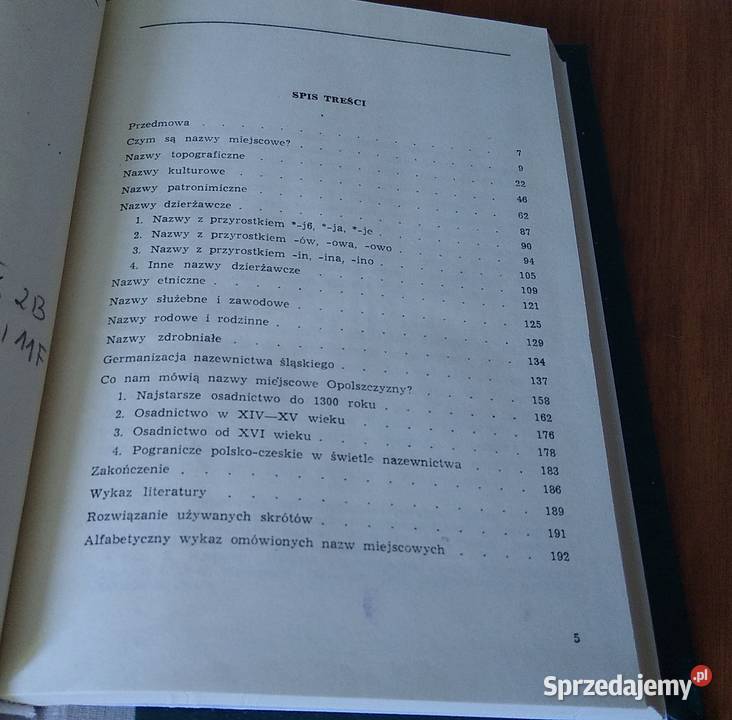 SPIS TREŚCI
Przedmowa . . . . . . . . . 7
Czym są nazwy miejscowe? . . . . . . . 9
Nazwy topograficzne . . . . . . . . 22
Nazwy kulturowe . . . . . . . . . 46
Nazwy patronimiczne . . . . . . . . 62
Nazwy dzierżawcze . . . . . . . . . 87
1. Nazwy z przyrostkiem *-j6, *-ja, *-je . . . . . 90
2. Nazwy z przyrostkiem -ów, -owa, -owo . . . . 94
3. Nazwy z przyrostkiem -in, -ina, -ino . . . . 105
4. Inne nazwy dzierżawcze . . . . . . 109
Nazwy etniczne . . . . . . . . . 121
Nazwy służebne i zawodowe . . . . . . . 125
Nazwy rodowe i rodzinne . . . . . . . 129
Nazwy zdrobniałe . . . . . . . . . 134
Germanizacja nazewnictwa śląskiego . . . . . . 137
Co nam mówią nazwy miejscowe Opolszczyzny? . . . . 158
1. Najstarsze osadnictwo do 1300 roku . . . . . 162
2. Osadnictwo w XIV—XV wieku . . . . . 176
3. Osadnictwo od XVI wieku . . . . . . 178
4. Pogranicze polsko-czeskie w świetle nazewnictwa . . . 183
Zakończenie . . . . . . . . . . 186
Wykaz literatury . . . . . . . . . 189
Rozwiązanie używanych skrótów . . . . . . 191
Alfabetyczny wykaz omówionych nazw miejscowych . . . . 192
5
2B
11F
Sprzedajemy.pl